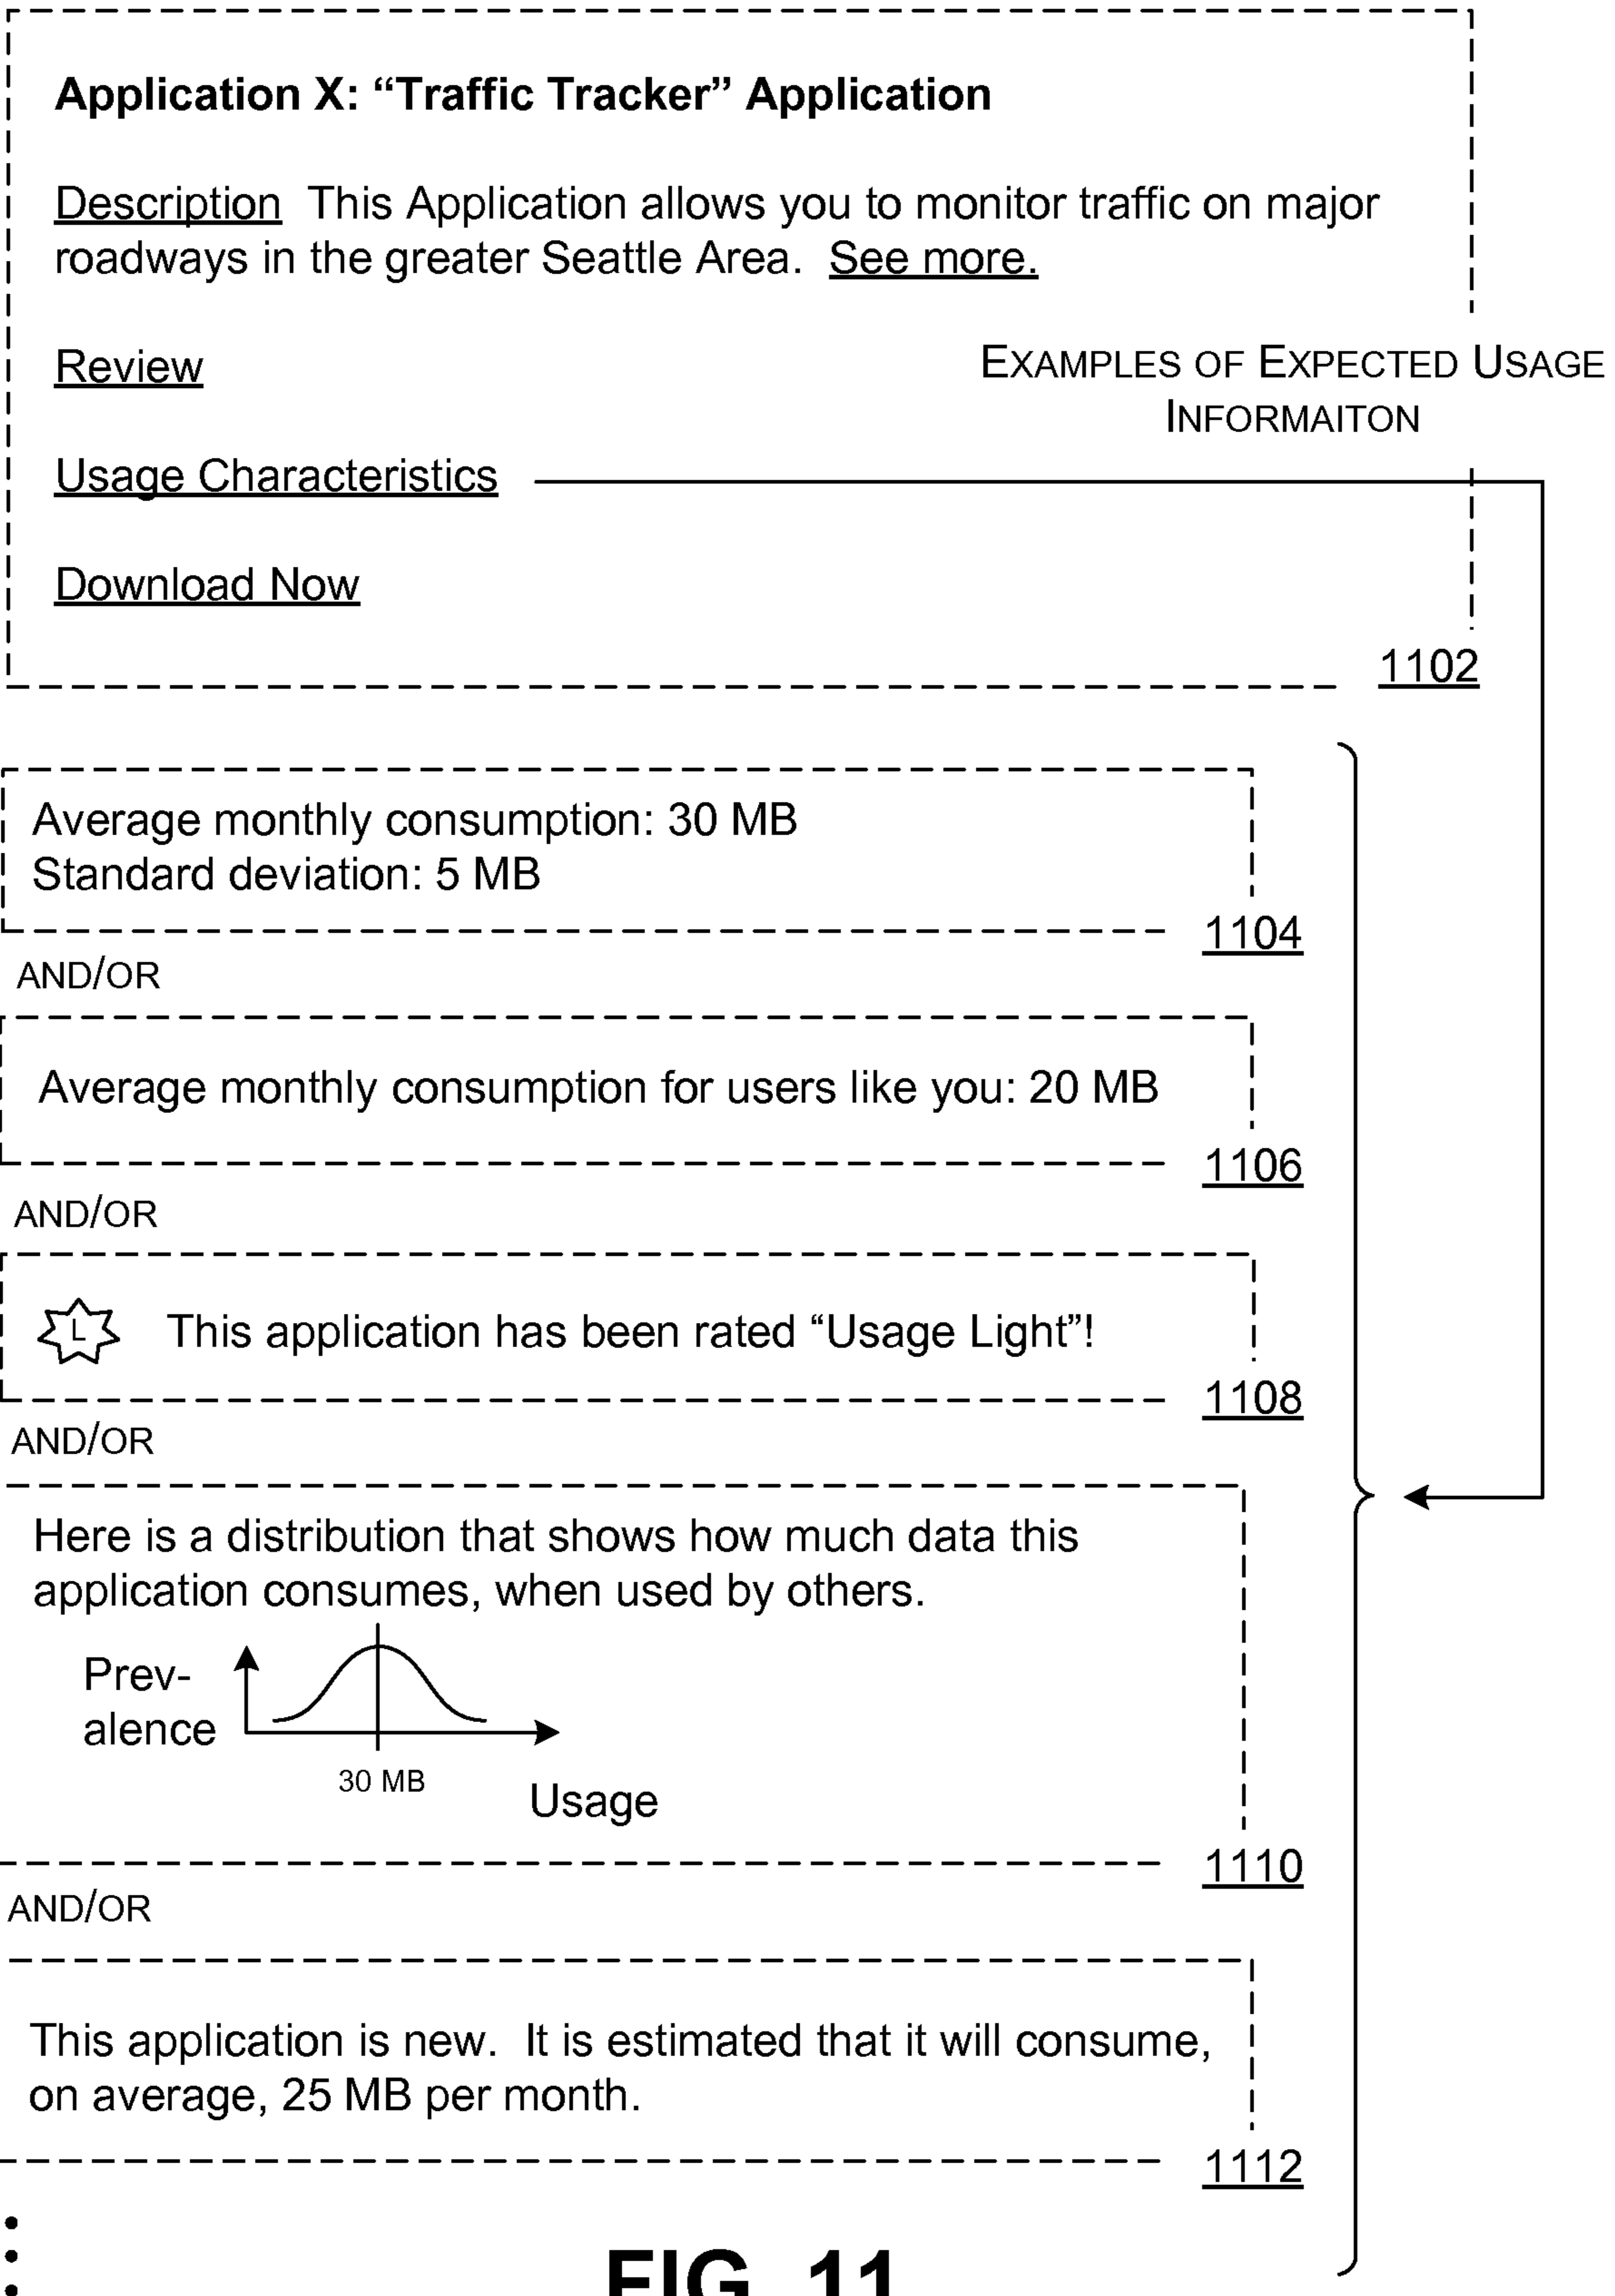 Application X: “Traffic Tracker” Application
Description This Application allows you to monitor traffic on major
roadways in the greater Seattle Area. See more.
Review
EXAMPLES OF EXPECTED USAGE
INFORMAITON
Usage Characteristics
Download Now
1102
Average monthly consumption: 30 MB
Standard deviation: 5 MB
1104
AND/OR
Average monthly consumption for users like you: 20 MB
1106
AND/OR
L This application has been rated “Usage Light”!
1108
AND/OR
Here is a distribution that shows how much data this
application consumes, when used by others.
Prev-
alence
30 MB
Usage
1110
AND/OR
This application is new. It is estimated that it will consume,
on average, 25 MB per month.
1112
FIG. 11